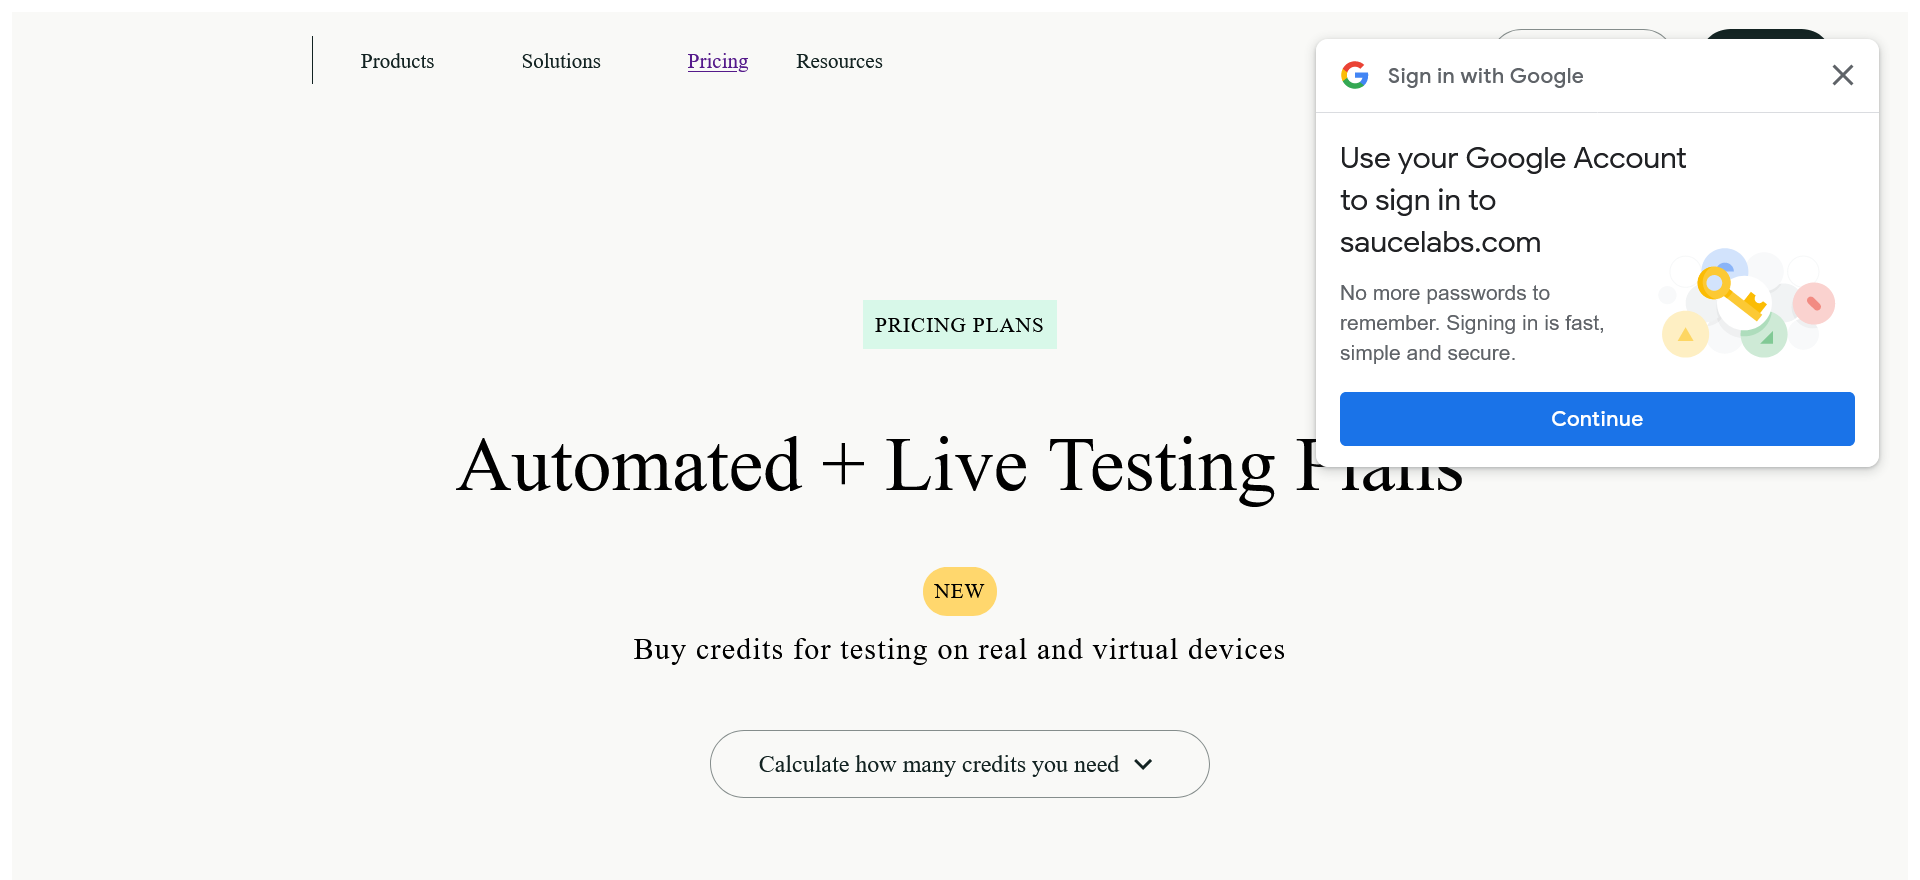 Products
Solutions
Pricing
Resources
Sign in with Google
Use your Google Account
to sign in to
saucelabs.com
No more passwords to
remember. Signing in is fast,
simple and secure.
Continue
PRICING PLANS
Automated + Live Testing Plans
NEW
Buy credits for testing on real and virtual devices
Calculate how many credits you need